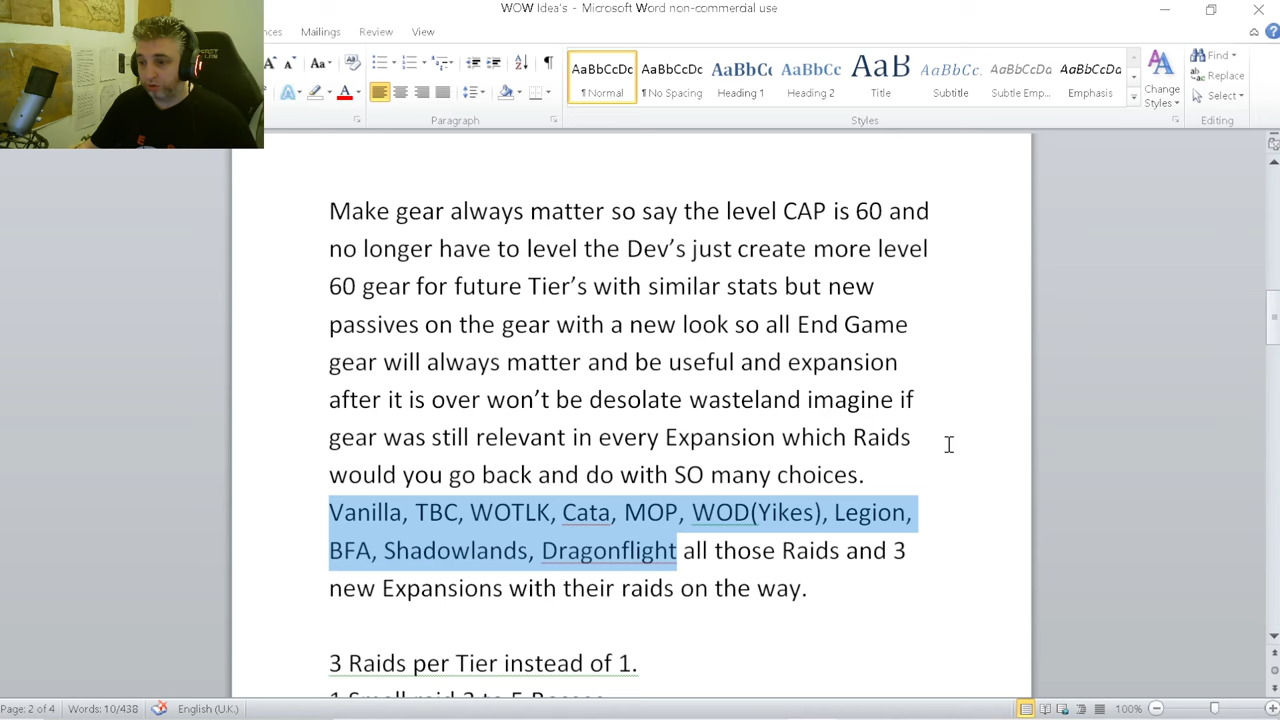 WOW Idea's - Microsoft Word non-commercial use
Mailings Review View
Find
Replace
Select
AaBbCcDc AaBbCcDc AaBbCc AaBbCc AaB AaBbCc. AaBbCcDc AaBbCcDc
¶ Normal ¶ No Spacing Heading 1 Heading 2 Title Subtitle Subtle Emp... Emphasis
Change Styles
Paragraph Styles Editing
Make gear always matter so say the level CAP is 60 and
no longer have to level the Dev's just create more level
60 gear for future Tier's with similar stats but new
passives on the gear with a new look so all End Game
gear will always matter and be useful and expansion
after it is over won't be desolate wasteland imagine if
gear was still relevant in every Expansion which Raids
would you go back and do with SO many choices.
Vanilla, TBC, WOTLK, Cata, MOP, WOD(Yikes), Legion,
BFA, Shadowlands, Dragonflight all those Raids and 3
new Expansions with their raids on the way.
3 Raids per Tier instead of 1.
Page: 2 of 4 Words: 10/438 English (U.K.) 100%